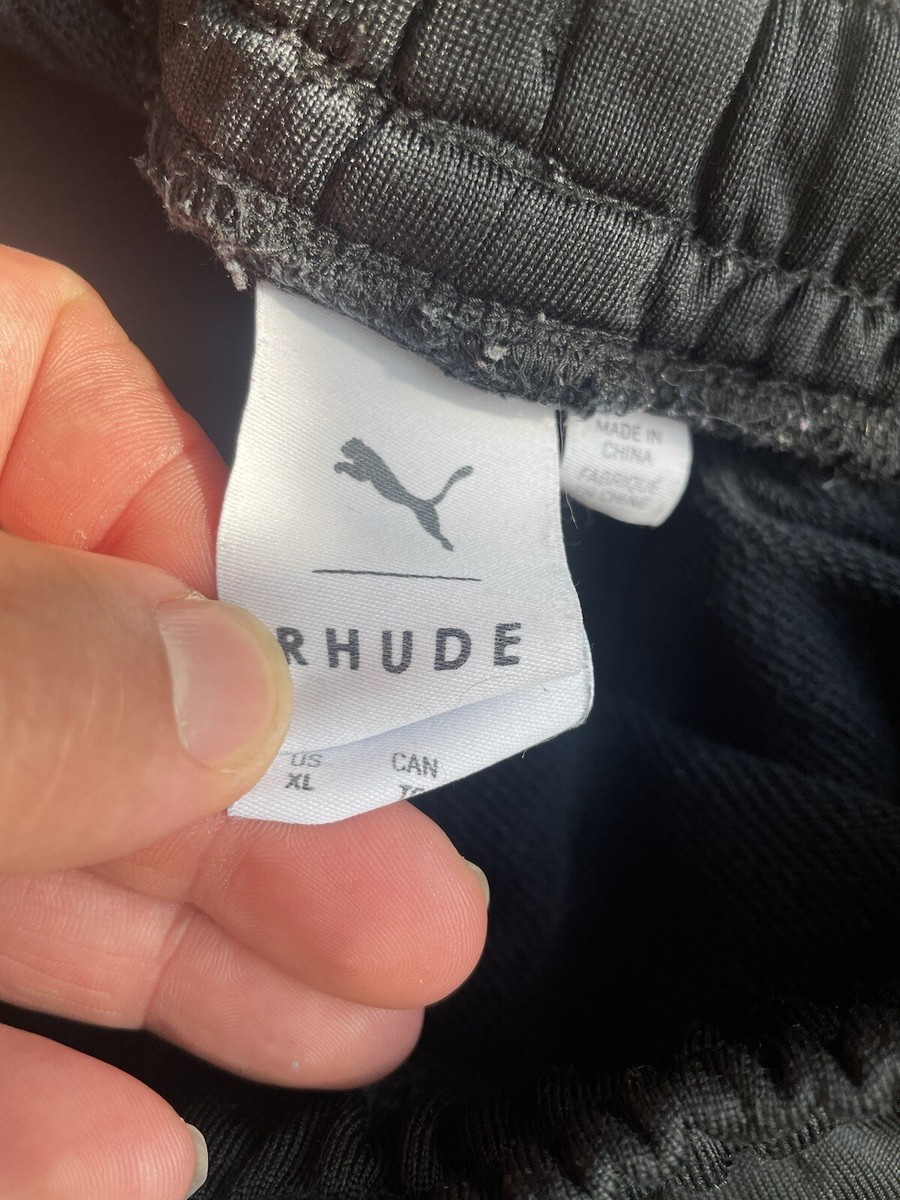 RHUDE
US CAN
XL
MADE IN
CHINA
FABRIQUÉ